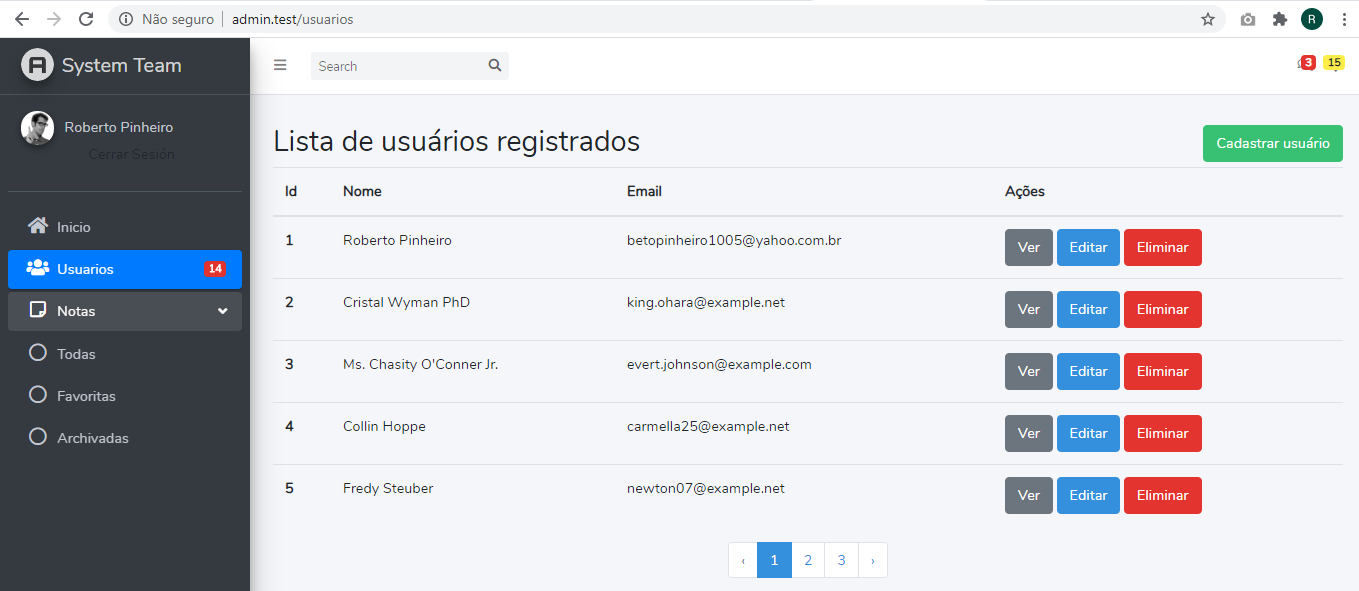 Não seguro | admin.test/usuarios R
A System Team
Search
3 15
Roberto Pinheiro
Cerrar Sesión
Inicio
Usuarios 14
Notas
Todas
Favoritas
Archivadas
Lista de usuários registrados
Cadastrar usuário
Id Nome Email Ações
1 Roberto Pinheiro betopinheiro1005@yahoo.com.br Ver Editar Eliminar
2 Cristal Wyman PhD king.ohara@example.net Ver Editar Eliminar
3 Ms. Chasity O'Conner Jr. evert.johnson@example.com Ver Editar Eliminar
4 Collin Hoppe carmella25@example.net Ver Editar Eliminar
5 Fredy Steuber newton07@example.net Ver Editar Eliminar
‹ 1 2 3 ›